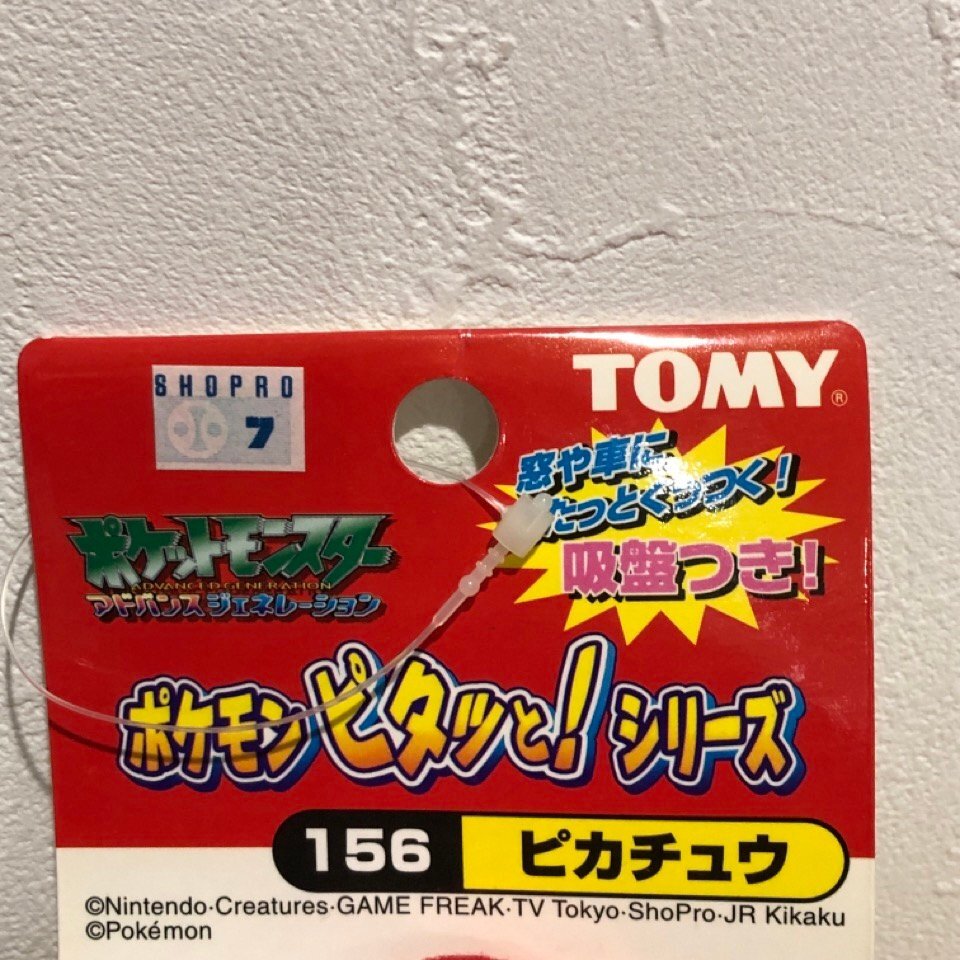 SHOPRO
7
TOMY®
窓や車に
ぺたっとくっつく!
吸盤つき!
ポケットモンスター
ADVANCED GENERATION
アドバンスジェネレーション
ポケモンピタッと!シリーズ
156 ピカチュウ
©Nintendo·Creatures·GAME FREAK·TV Tokyo·ShoPro·JR Kikaku
©Pokémon